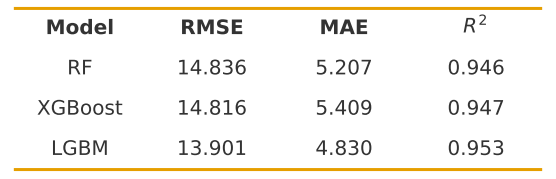 Model RMSE MAE R²
RF 14.836 5.207 0.946
XGBoost 14.816 5.409 0.947
LGBM 13.901 4.830 0.953